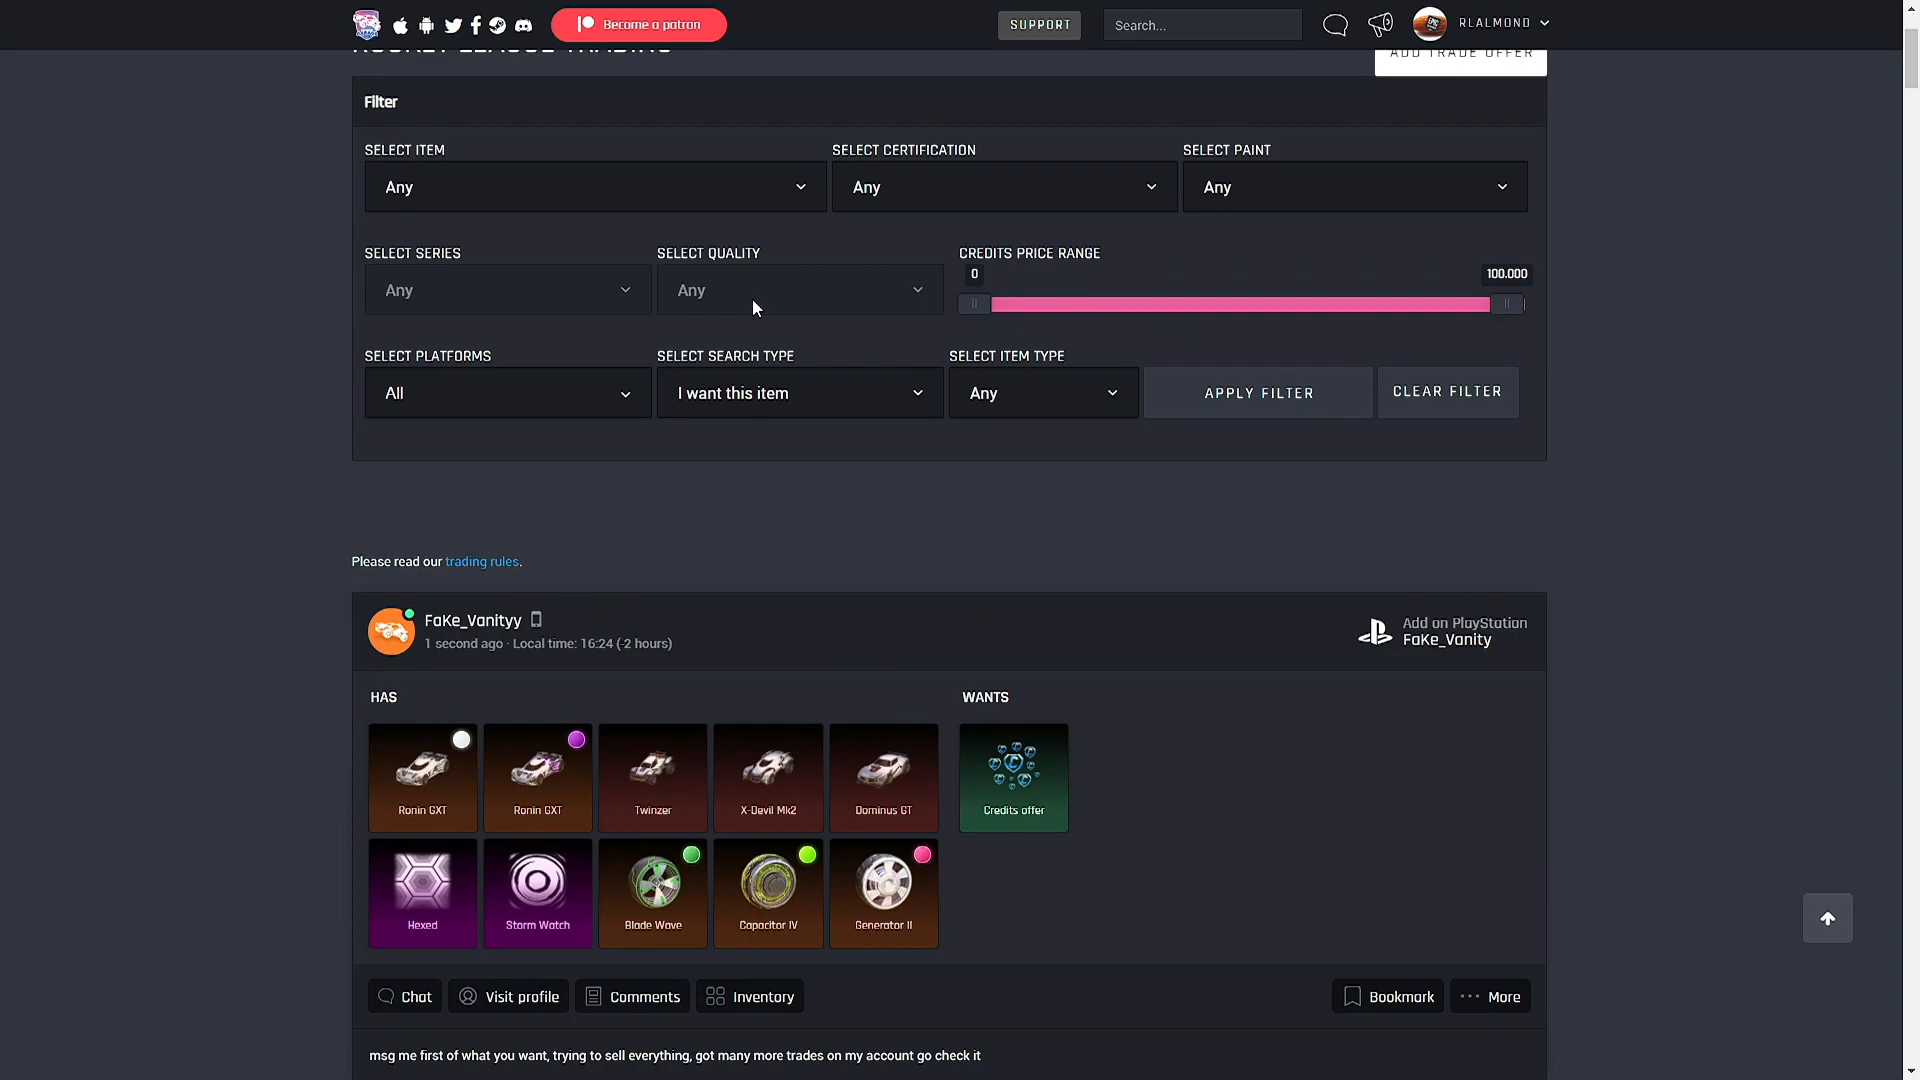 Become a patron
SUPPORT
Search...
RLALMOND
ROCKET LEAGUE TRADING
ADD TRADE OFFER
Filter
SELECT ITEM
SELECT CERTIFICATION
SELECT PAINT
Any
Any
Any
SELECT SERIES
SELECT QUALITY
CREDITS PRICE RANGE
0
100.000
Any
Any
SELECT PLATFORMS
SELECT SEARCH TYPE
SELECT ITEM TYPE
All
I want this item
Any
APPLY FILTER
CLEAR FILTER
Please read our trading rules.
FaKe_Vanityy
1 second ago · Local time: 16:24 (-2 hours)
Add on PlayStation
FaKe_Vanity
HAS
WANTS
Ronin GXT
Ronin GXT
Twinzer
X-Devil Mk2
Dominus GT
Credits offer
Hexed
Storm Watch
Blade Wave
Capacitor IV
Generator II
Chat
Visit profile
Comments
Inventory
Bookmark
More
msg me first of what you want, trying to sell everything, got many more trades on my account go check it